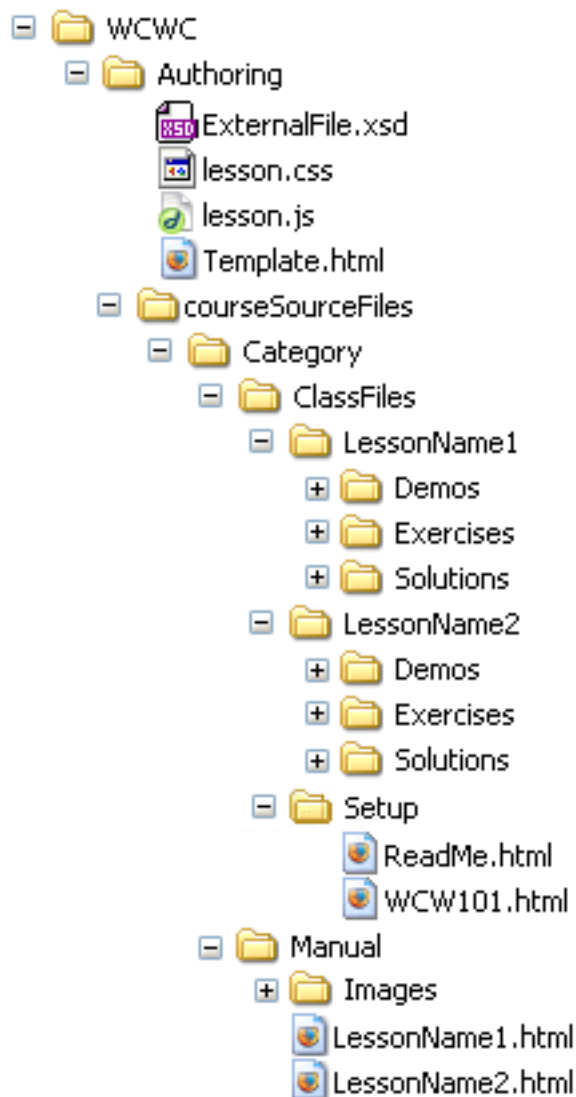 WCWC
Authoring
XSD ExternalFile.xsd
lesson.css
lesson.js
Template.html
courseSourceFiles
Category
ClassFiles
LessonName1
Demos
Exercises
Solutions
LessonName2
Demos
Exercises
Solutions
Setup
ReadMe.html
WCW101.html
Manual
Images
LessonName1.html
LessonName2.html